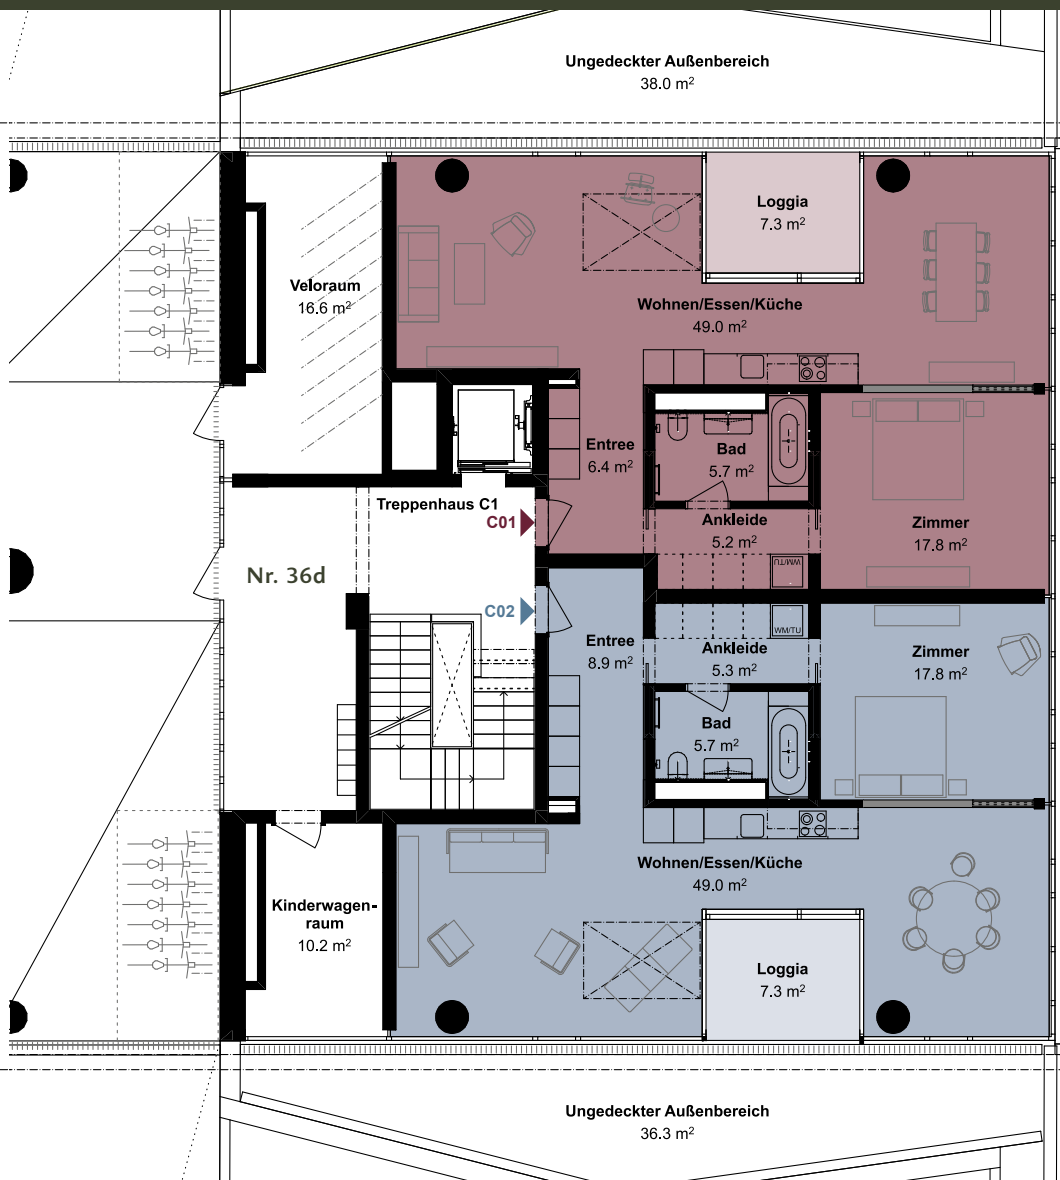 Ungedeckter Außenbereich
38.0 m²
Loggia
7.3 m²
Veloraum
16.6 m²
Wohnen/Essen/Küche
49.0 m²
Entree
6.4 m²
Bad
5.7 m²
Treppenhaus C1
C01
Ankleide
5.2 m²
Zimmer
17.8 m²
WM/TU
Nr. 36d
C02
WM/TU
Entree
8.9 m²
Ankleide
5.3 m²
Zimmer
17.8 m²
Bad
5.7 m²
Wohnen/Essen/Küche
49.0 m²
Kinderwagen-
raum
10.2 m²
Loggia
7.3 m²
Ungedeckter Außenbereich
36.3 m²